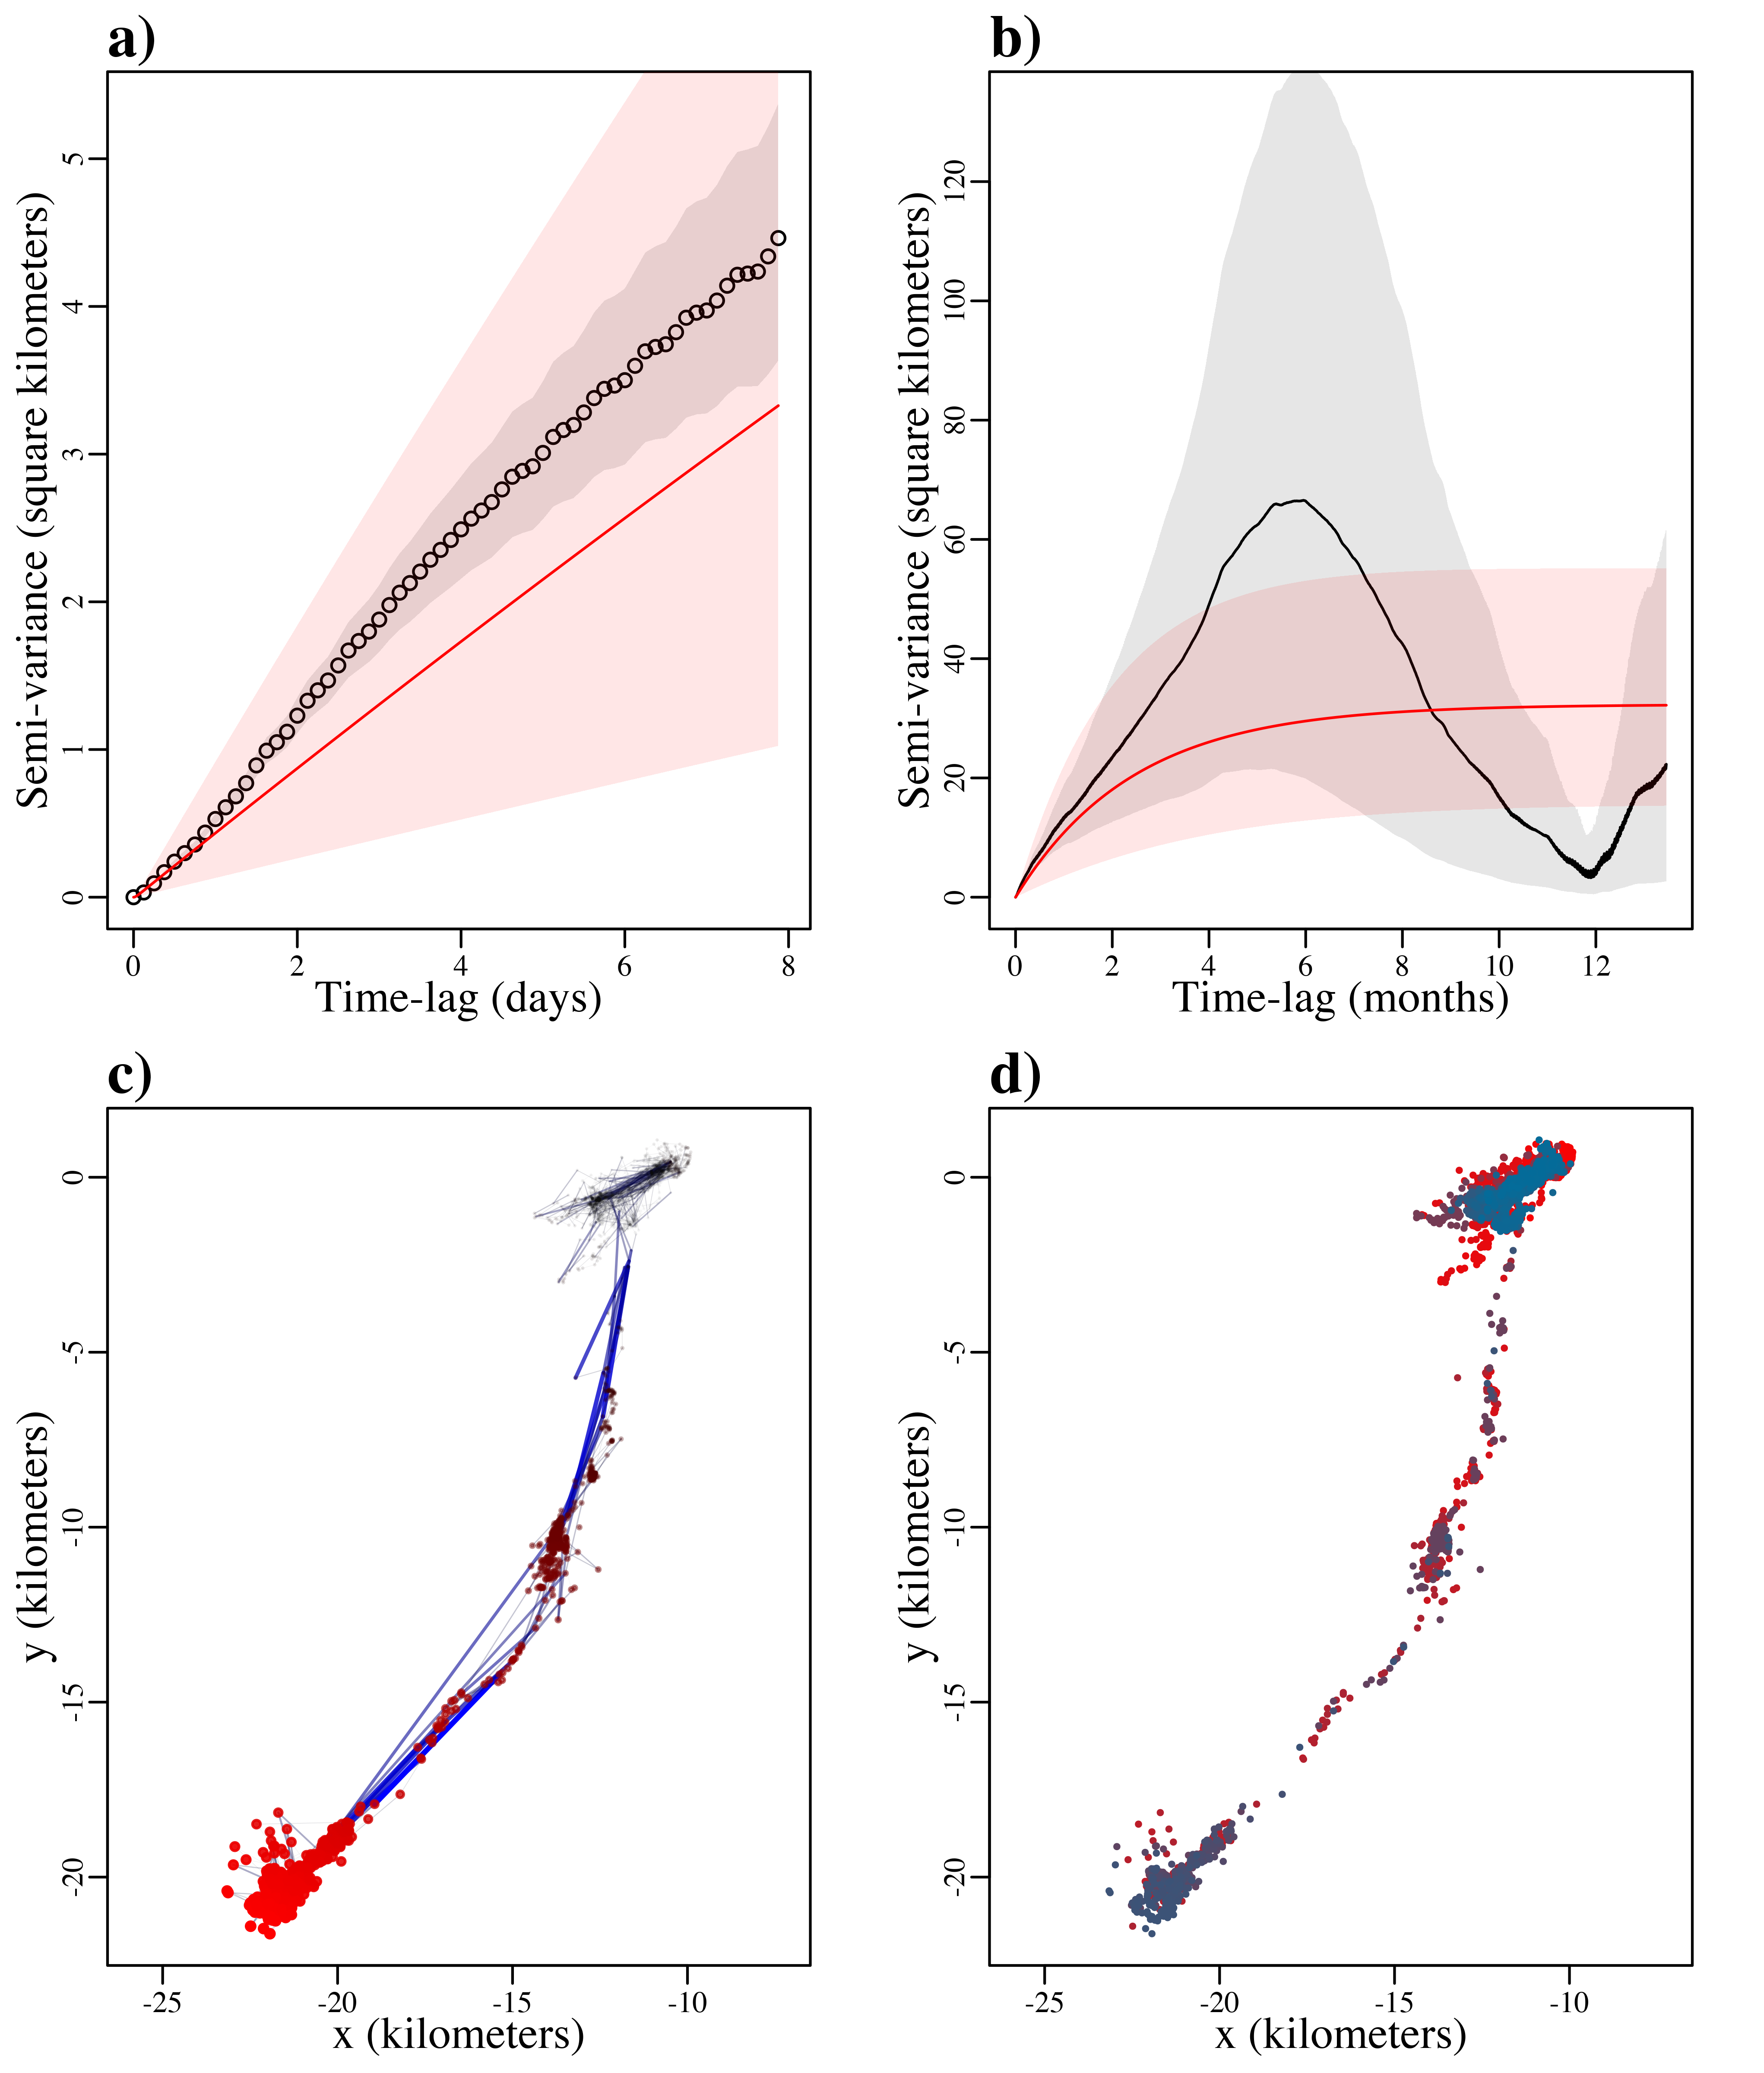 a)
Semi-variance (square kilometers)
0 1 2 3 4 5
0 2 4 6 8
Time-lag (days)
b)
Semi-variance (square kilometers)
0 20 40 60 80 100 120
0 2 4 6 8 10 12
Time-lag (months)
c)
y (kilometers)
0 -5 -10 -15 -20
-25 -20 -15 -10
x (kilometers)
d)
y (kilometers)
0 -5 -10 -15 -20
-25 -20 -15 -10
x (kilometers)